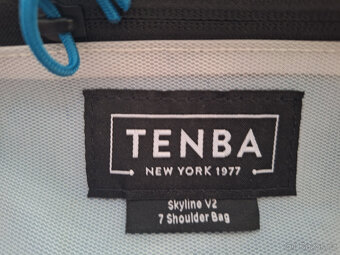 TENBA
NEW YORK 1977
Skyline V2
7 Shoulder Bag